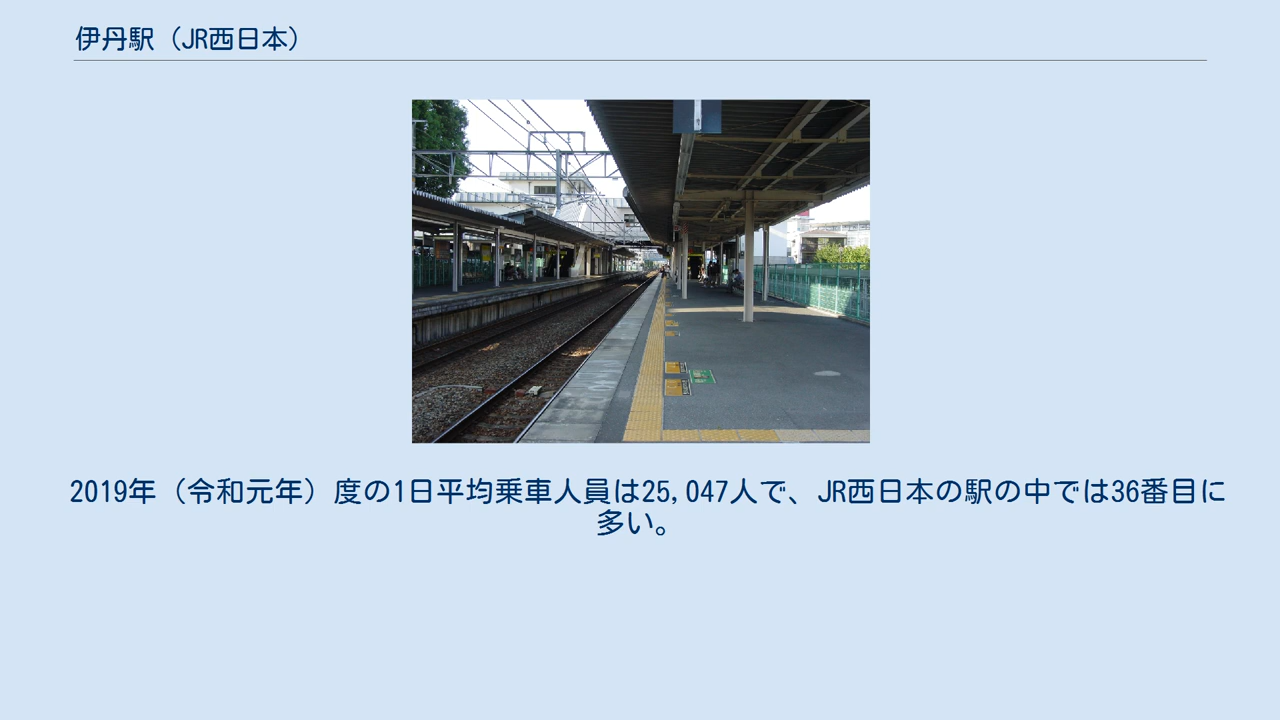 伊丹駅（JR西日本）
2019年（令和元年）度の1日平均乗車人員は25,047人で、JR西日本の駅の中では36番目に
多い。